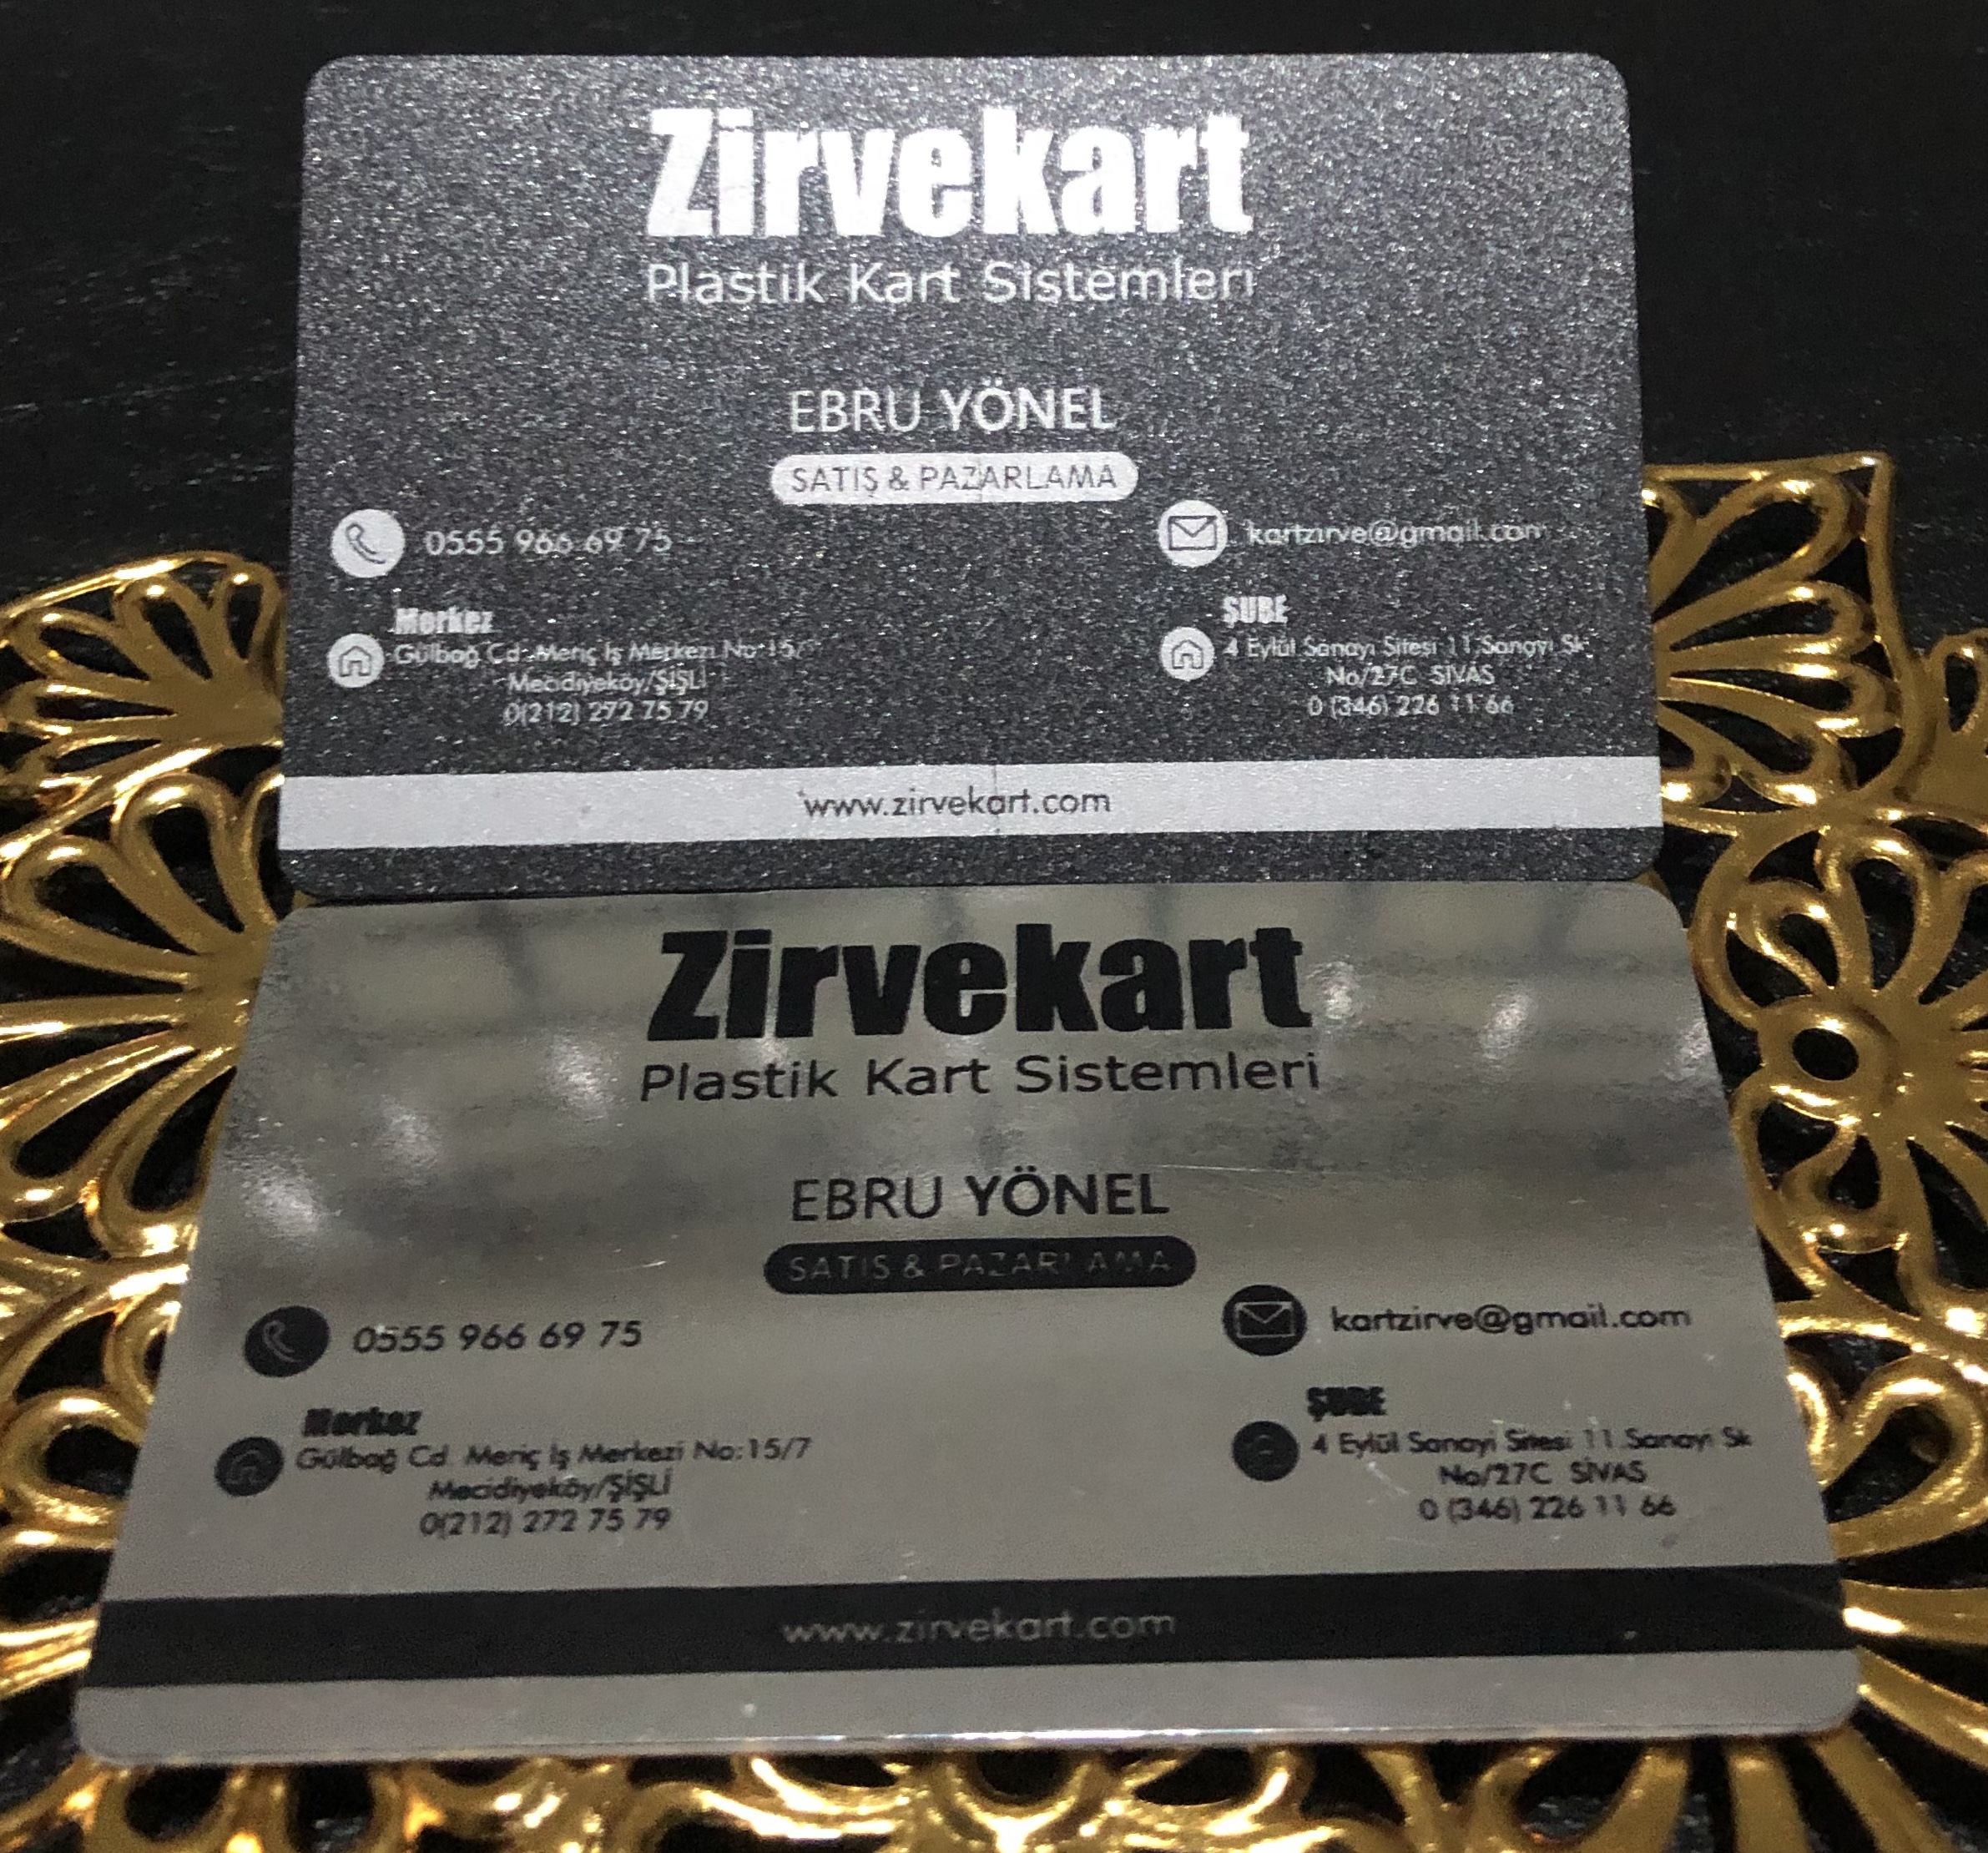 Zirvekart
Plastik Kart Sistemleri
EBRU YÖNEL
SATIŞ & PAZARLAMA
0555 966 69 75
kartzirve@gmail.com
Merkez
Gülbağ Cd. Meriç İş Merkezi No:15/7
Mecidiyeköy/ŞİŞLİ
0(212) 272 75 79
ŞUBE
4 Eylül Sanayi Sitesi 11.Sanayi Sk
No/27C SİVAS
0 (346) 226 11 66
www.zirvekart.com
Zirvekart
Plastik Kart Sistemleri
EBRU YÖNEL
SATIŞ & PAZARLAMA
0555 966 69 75
kartzirve@gmail.com
Merkez
Gülbağ Cd. Meriç İş Merkezi No:15/7
Mecidiyeköy/ŞİŞLİ
0(212) 272 75 79
ŞUBE
4 Eylül Sanayi Sitesi 11.Sanayi Sk
No/27C SİVAS
0 (346) 226 11 66
www.zirvekart.com